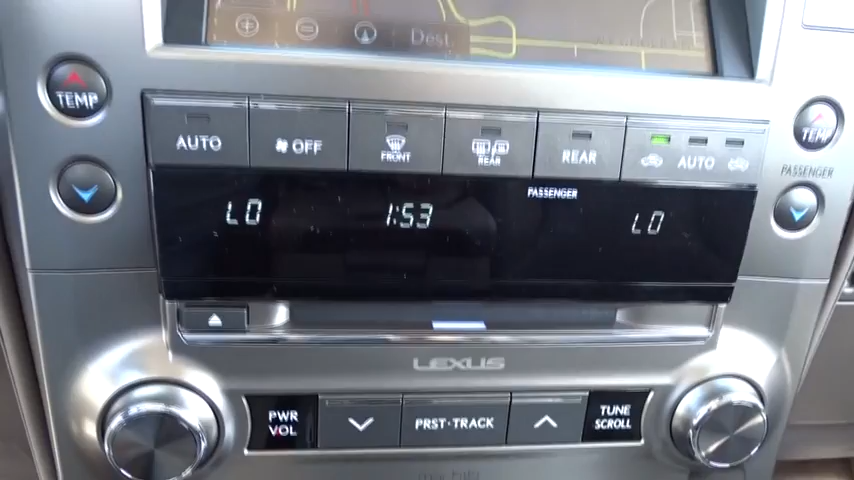 Dest.
TEMP
AUTO
OFF
FRONT
REAR
REAR
AUTO
TEMP
PASSENGER
PASSENGER
LO
1:53
LO
LEXUS
PWR
VOL
PRST·TRACK
TUNE
SCROLL